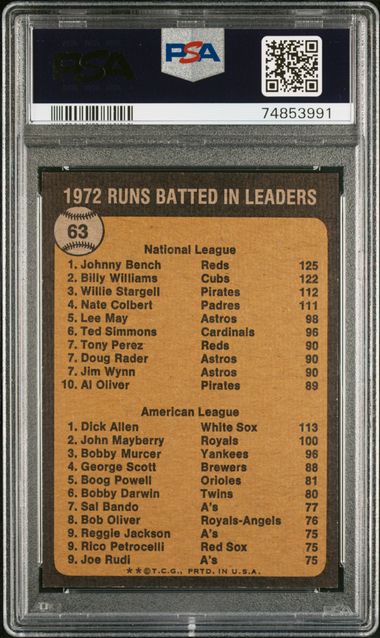 PSA
PSA
74853991
1972 RUNS BATTED IN LEADERS
63
National League
1. Johnny Bench Reds 125
2. Billy Williams Cubs 122
3. Willie Stargell Pirates 112
4. Nate Colbert Padres 111
5. Lee May Astros 98
6. Ted Simmons Cardinals 96
7. Tony Perez Reds 90
7. Doug Rader Astros 90
7. Jim Wynn Astros 90
10. Al Oliver Pirates 89
American League
1. Dick Allen White Sox 113
2. John Mayberry Royals 100
3. Bobby Murcer Yankees 96
4. George Scott Brewers 88
5. Boog Powell Orioles 81
6. Bobby Darwin Twins 80
7. Sal Bando A's 77
8. Bob Oliver Royals-Angels 76
9. Reggie Jackson A's 75
9. Rico Petrocelli Red Sox 75
9. Joe Rudi A's 75
**©T.C.G., PRTD. IN U.S.A.